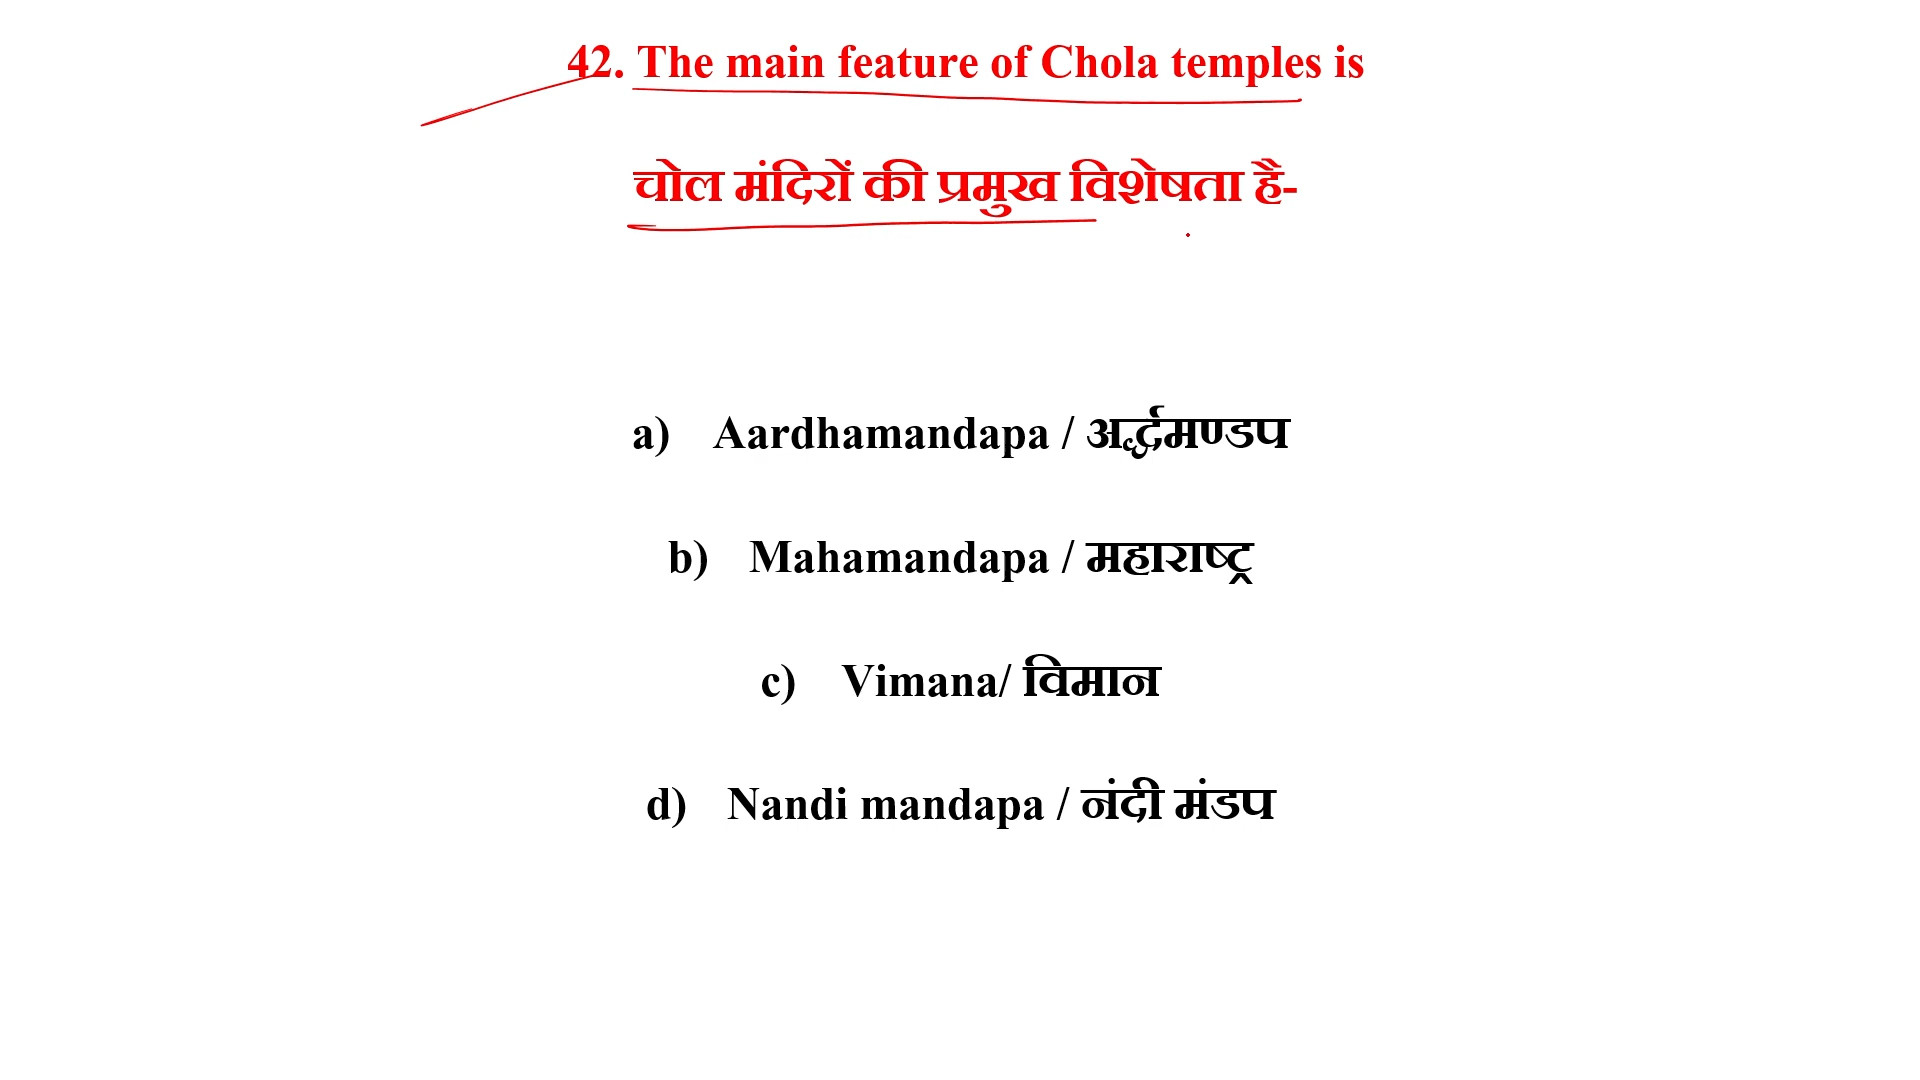 42. The main feature of Chola temples is
चोल मंदिरों की प्रमुख विशेषता है-
a) Aardhamandapa / अर्द्धमण्डप
b) Mahamandapa / महाराष्ट्र
c) Vimana/ विमान
d) Nandi mandapa / नंदी मंडप